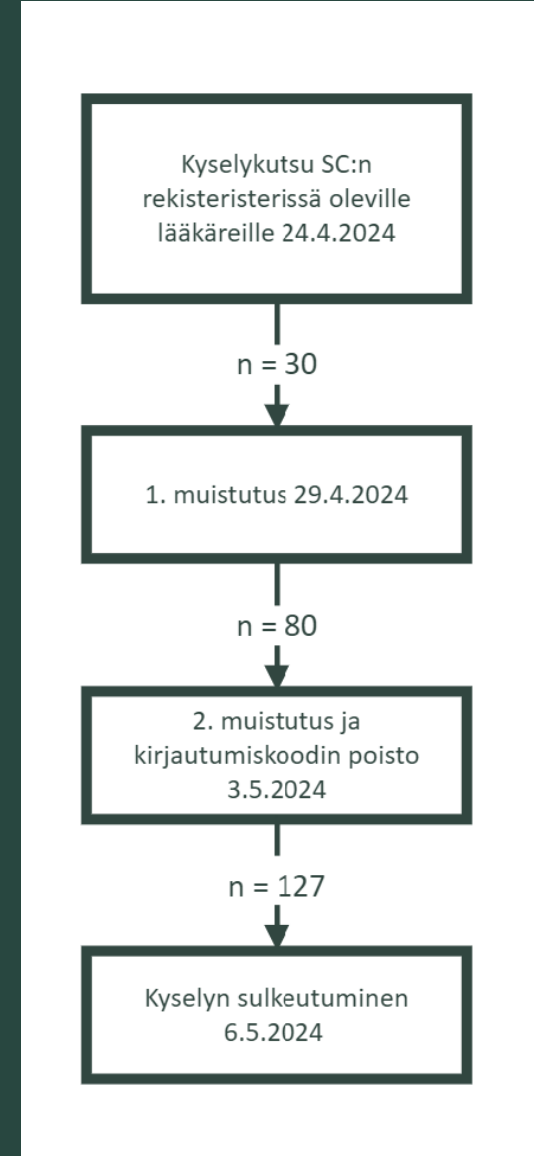 Kyselykutsu SC:n
rekisteristerissä oleville
lääkäreille 24.4.2024
n = 30
1. muistutus 29.4.2024
n = 80
2. muistutus ja
kirjautumiskoodin poisto
3.5.2024
n = 127
Kyselyn sulkeutuminen
6.5.2024